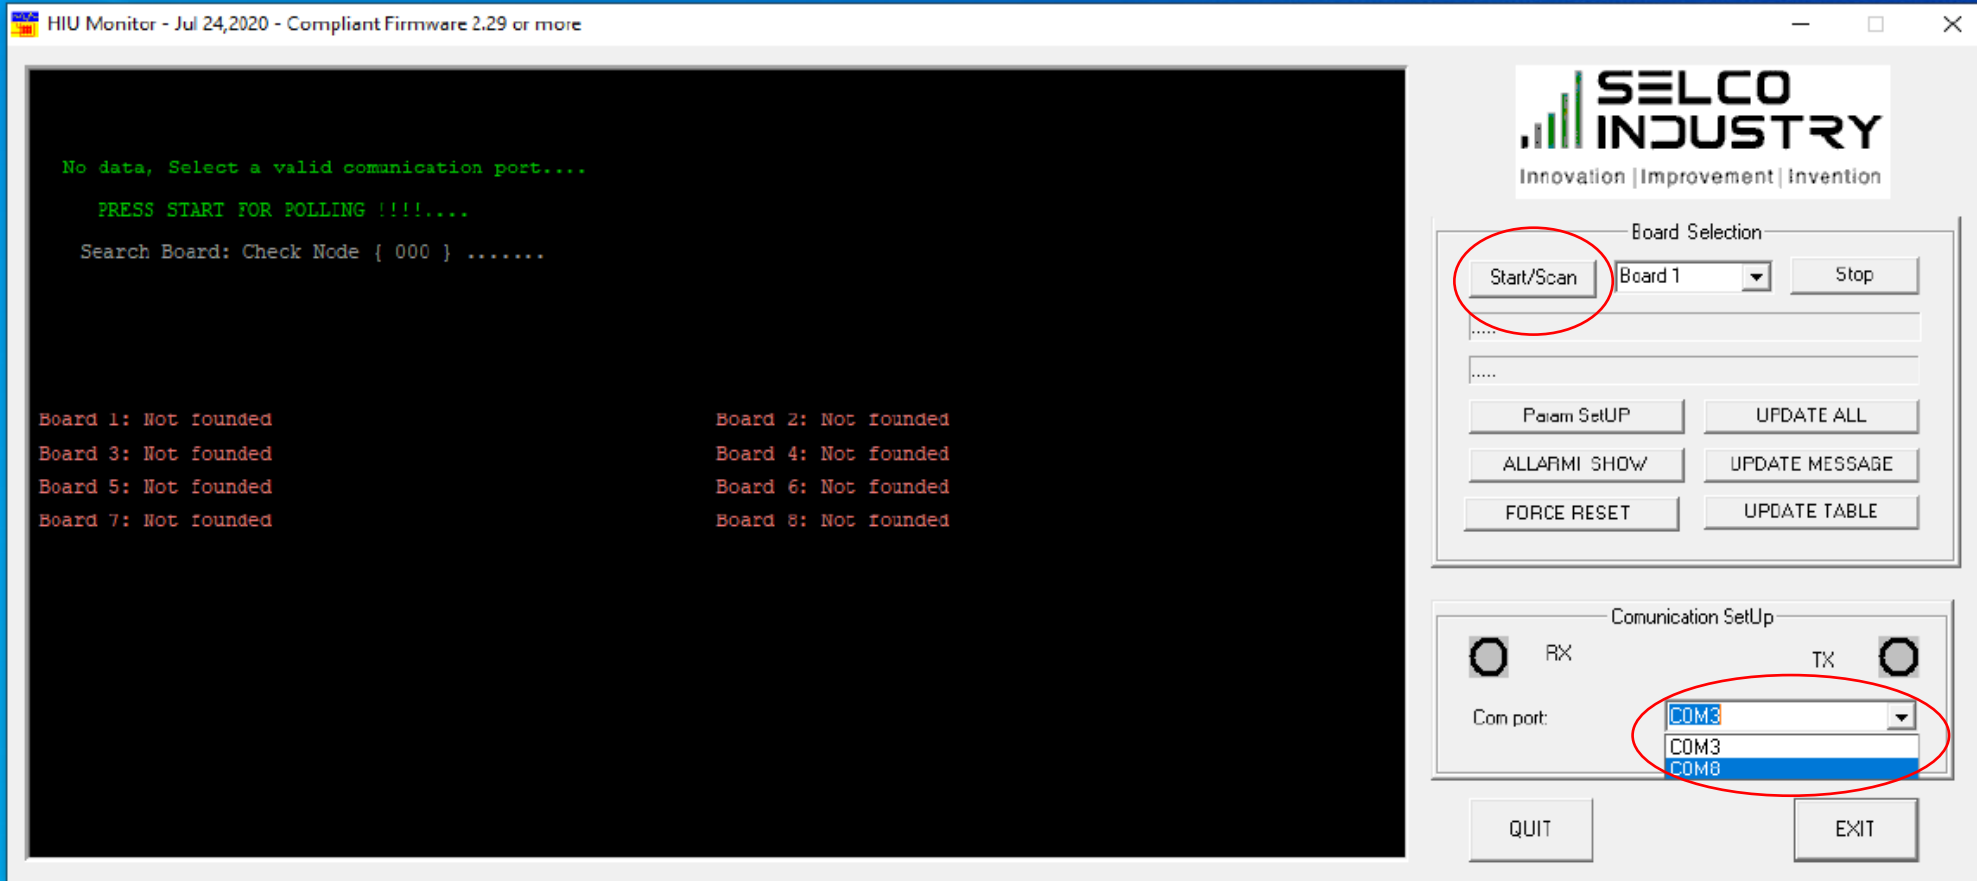 HIU Monitor - Jul 24,2020 - Compliant Firmware 2.29 or more
No data, Select a valid comunication port....
PRESS START FOR POLLING !!!!....
Search Board: Check Node { 000 } .......
Board 1: Not founded
Board 2: Not founded
Board 3: Not founded
Board 4: Not founded
Board 5: Not founded
Board 6: Not founded
Board 7: Not founded
Board 8: Not founded
SELCO
INDUSTRY
Innovation | Improvement | Invention
Board Selection
Start/Scan
Board 1
Stop
.....
.....
Param SetUP
UPDATE ALL
ALLARMI SHOW
UPDATE MESSAGE
FORCE RESET
UPDATE TABLE
Comunication SetUp
RX
TX
Com port:
COM3
COM3
COM8
QUIT
EXIT